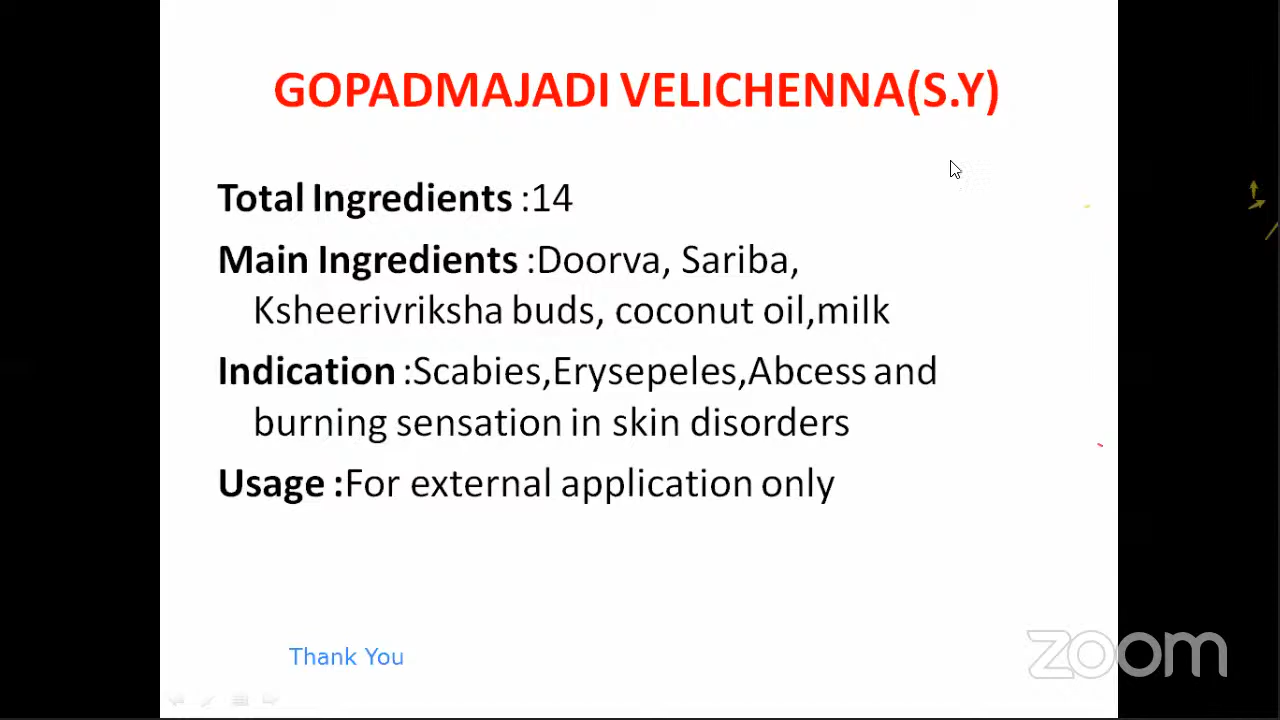 GOPADMAJADI VELICHENNA(S.Y)
Total Ingredients :14
Main Ingredients :Doorva, Sariba,
Ksheerivriksha buds, coconut oil,milk
Indication :Scabies,Erysepeles,Abcess and
burning sensation in skin disorders
Usage :For external application only
Thank You
zoom